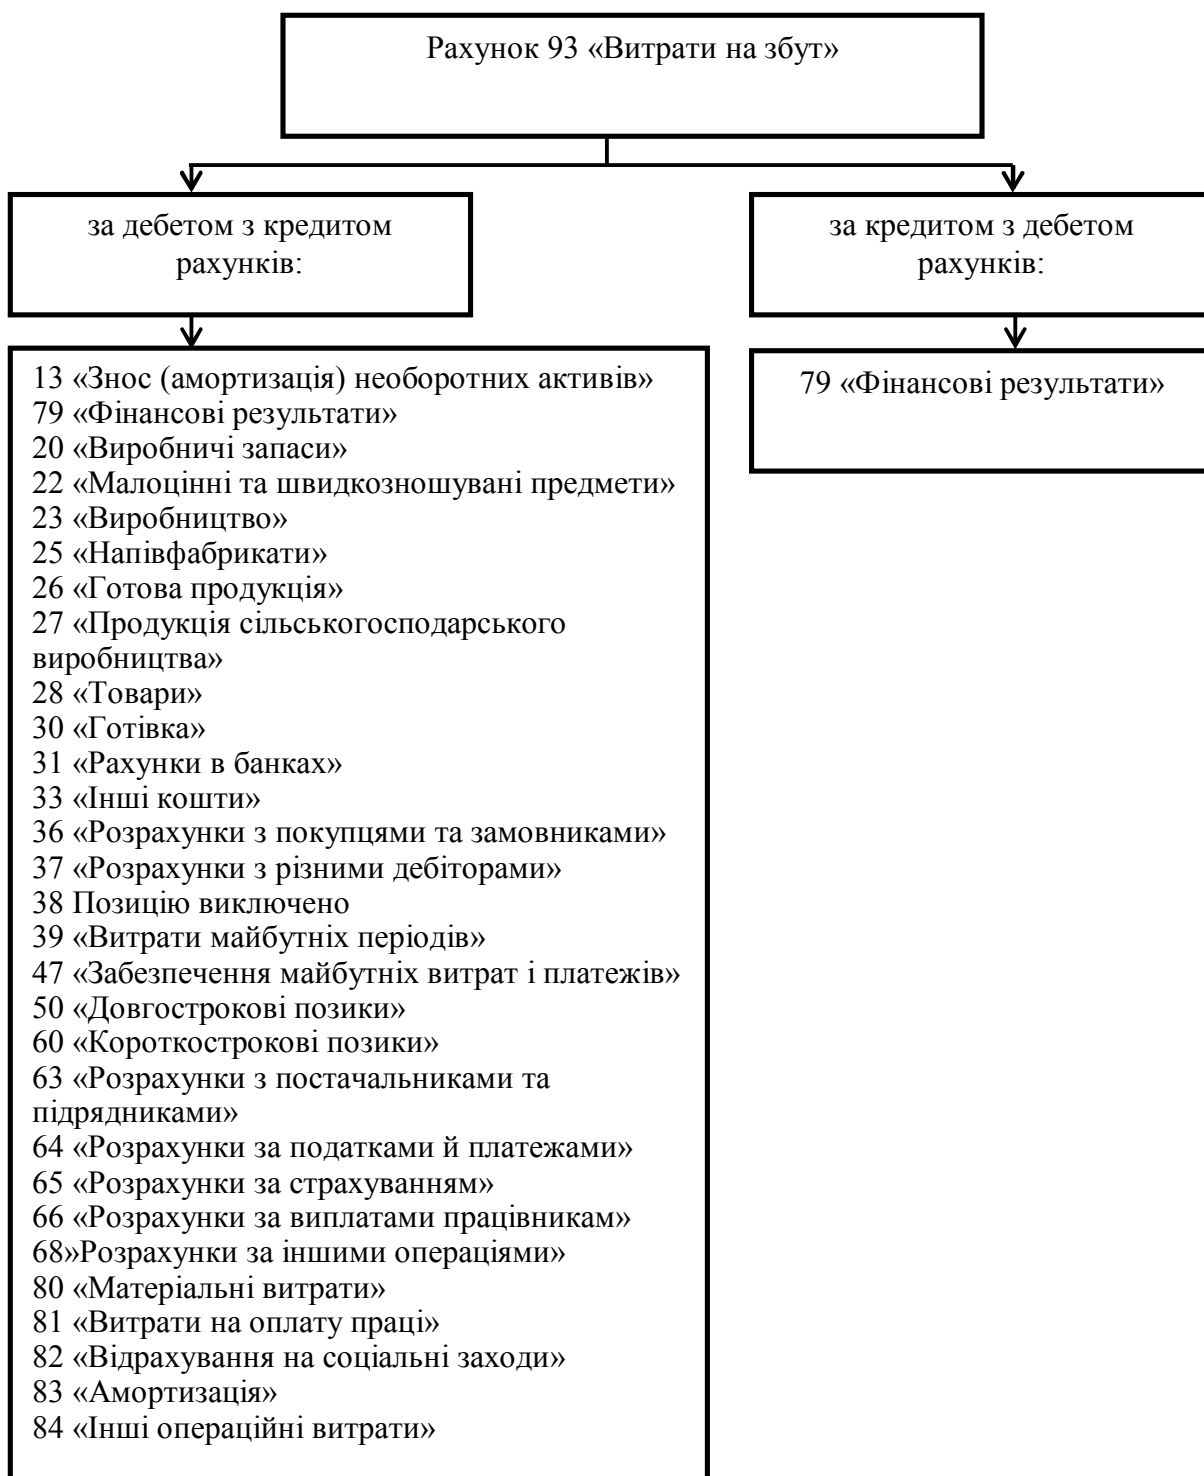 Рахунок 93 «Витрати на збут»
за дебетом з кредитом
рахунків:
за кредитом з дебетом
рахунків:
13 «Знос (амортизація) необоротних активів»
79 «Фінансові результати»
20 «Виробничі запаси»
22 «Малоцінні та швидкозношувані предмети»
23 «Виробництво»
25 «Напівфабрикати»
26 «Готова продукція»
27 «Продукція сільськогосподарського
виробництва»
28 «Товари»
30 «Готівка»
31 «Рахунки в банках»
33 «Інші кошти»
36 «Розрахунки з покупцями та замовниками»
37 «Розрахунки з різними дебіторами»
38 Позицію виключено
39 «Витрати майбутніх періодів»
47 «Забезпечення майбутніх витрат і платежів»
50 «Довгострокові позики»
60 «Короткострокові позики»
63 «Розрахунки з постачальниками та
підрядниками»
64 «Розрахунки за податками й платежами»
65 «Розрахунки за страхуванням»
66 «Розрахунки за виплатами працівникам»
68»Розрахунки за іншими операціями»
80 «Матеріальні витрати»
81 «Витрати на оплату праці»
82 «Відрахування на соціальні заходи»
83 «Амортизація»
84 «Інші операційні витрати»
79 «Фінансові результати»